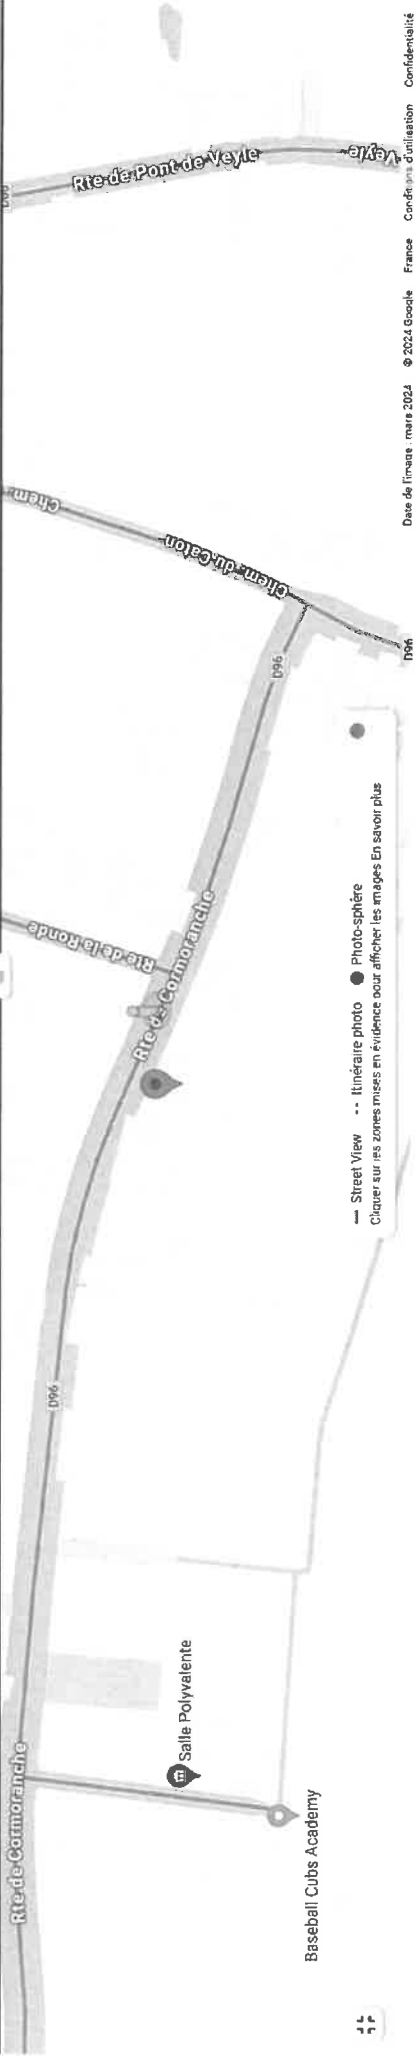 Rte de Cormoranche
Salle Polyvalente
Baseball Cubs Academy
D96
Rte de Cormoranche
Rte de la Ronde
D96
Chem.
Chem. du Caton
D96
Rte de Pont de Veyle
Veyle
Street View -- Itinéraire photo Photo-sphère
Cliquer sur les zones mises en évidence pour afficher les images En savoir plus
Date de l'image : mars 2024 © 2024 Google France Conditions d'utilisation Confidentialité